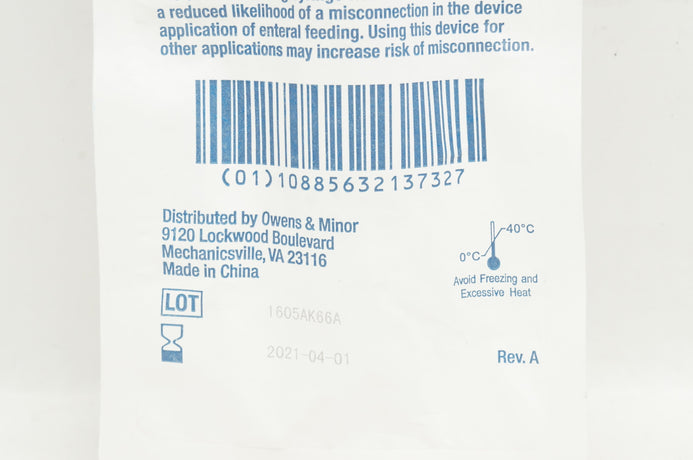 a reduced likelihood of a misconnection in the device
application of enteral feeding. Using this device for
other applications may increase risk of misconnection.
(01)10885632137327
Distributed by Owens & Minor
9120 Lockwood Boulevard
Mechanicsville, VA 23116
Made in China
40°C
0°C
Avoid Freezing and
Excessive Heat
LOT
1605AK66A
2021-04-01
Rev. A